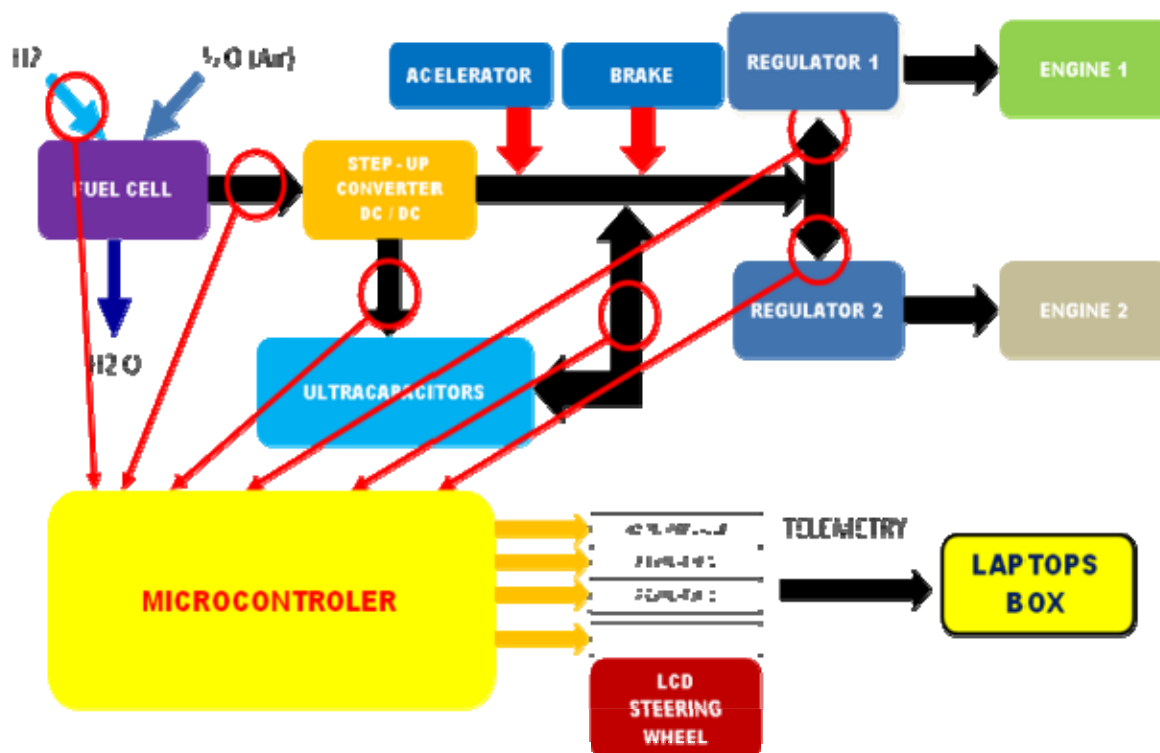 H2
½ O (Air)
ACELERATOR
BRAKE
REGULATOR 1
ENGINE 1
FUEL CELL
STEP - UP
CONVERTER
DC / DC
REGULATOR 2
ENGINE 2
H2O
ULTRACAPACITORS
MICROCONTROLER
TELEMETRY
LAPTOPS
BOX
LCD
STEERING
WHEEL